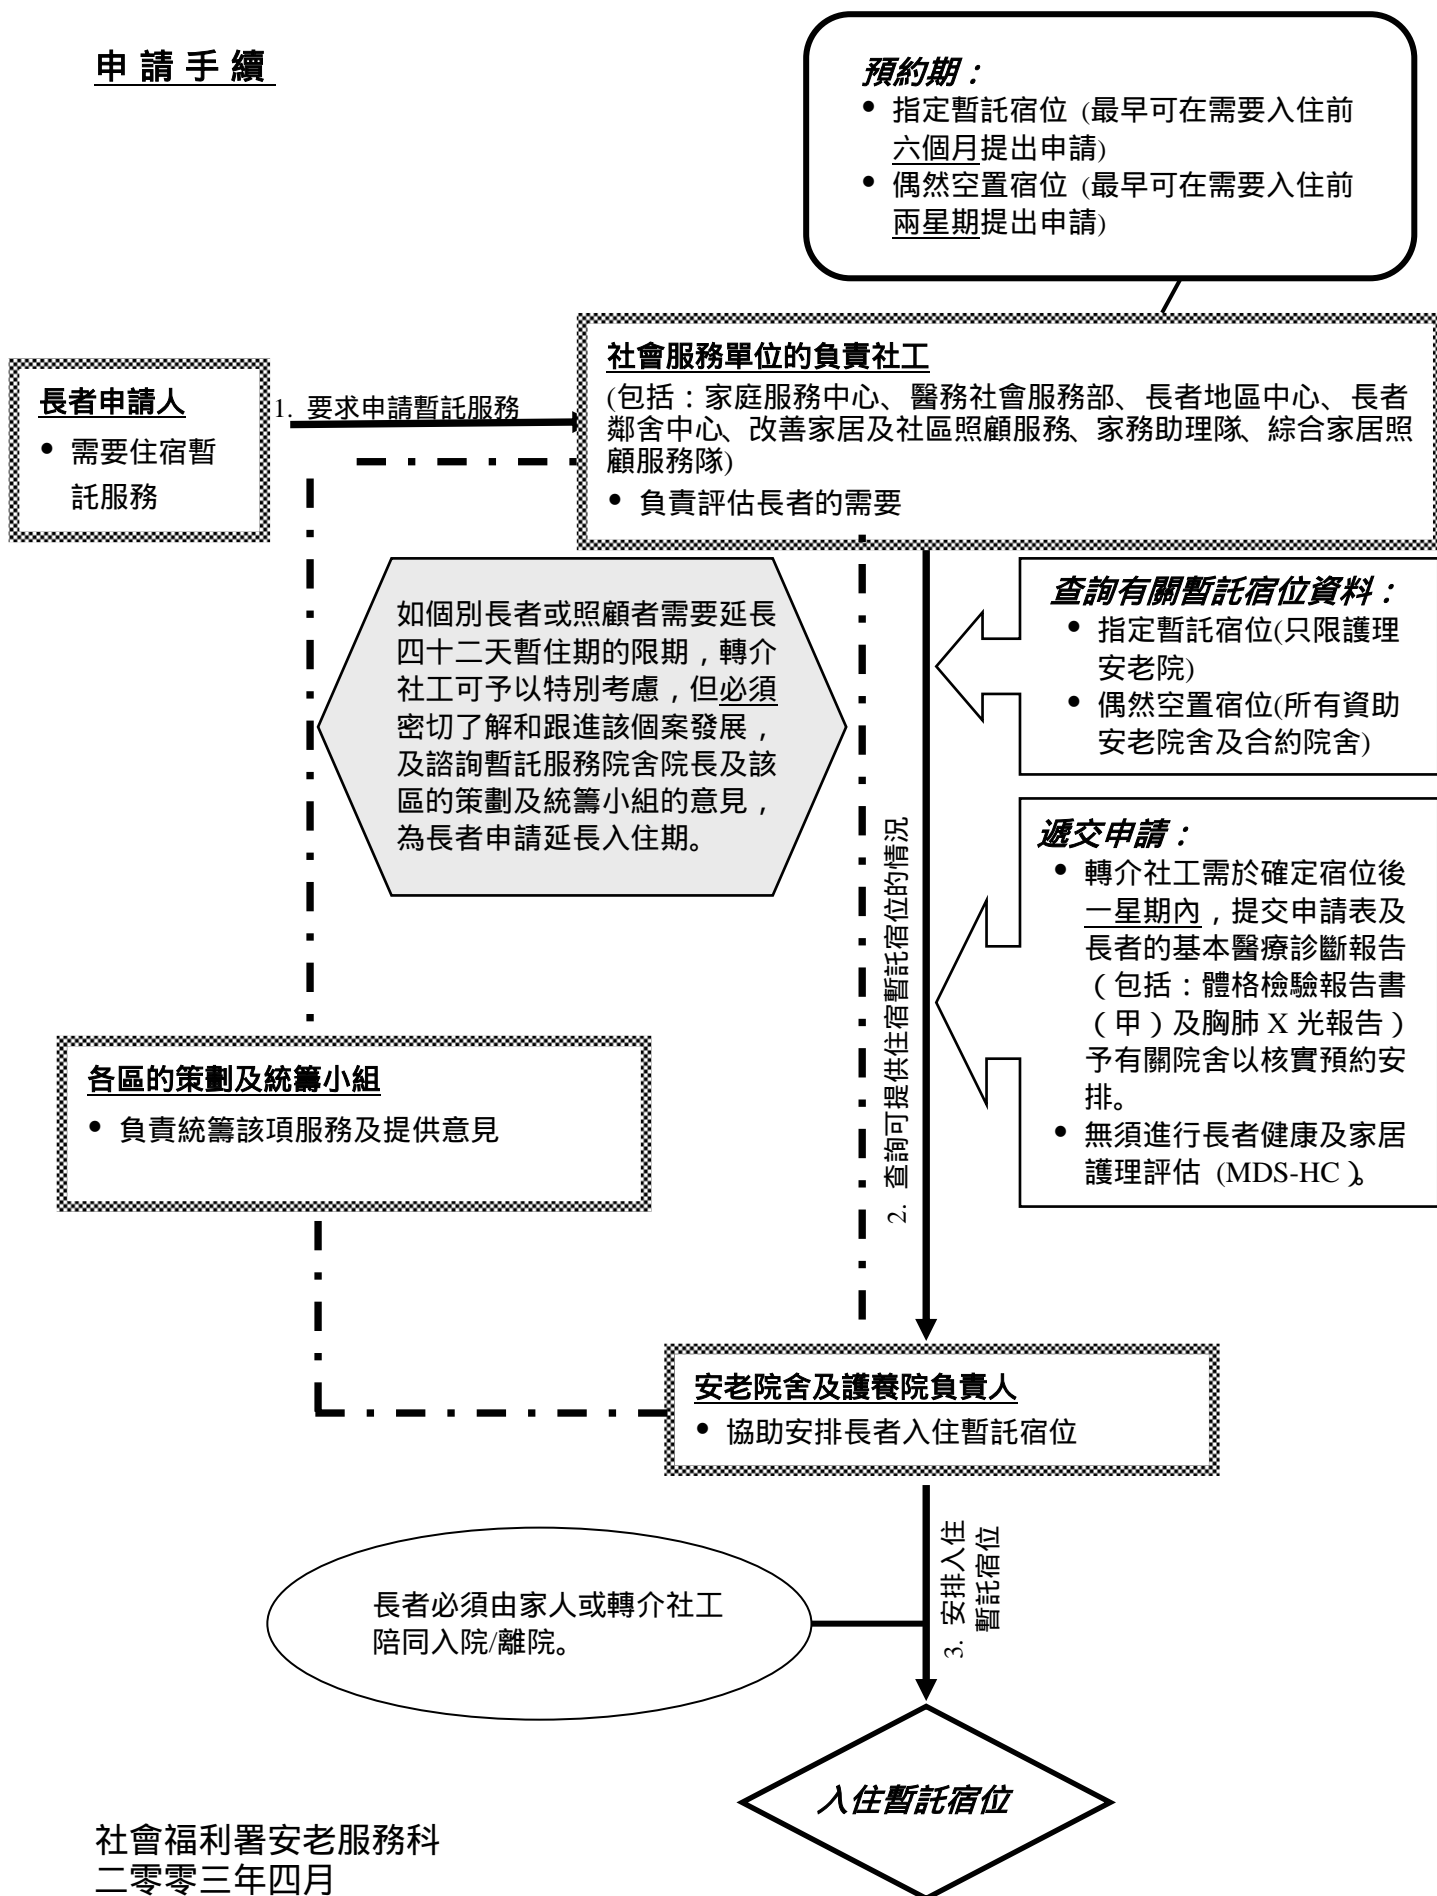 申請手續
預約期：
• 指定暫託宿位 (最早可在需要入住前
六個月提出申請)
• 偶然空置宿位 (最早可在需要入住前
兩星期提出申請)
長者申請人
• 需要住宿暫
託服務
1. 要求申請暫託服務
社會服務單位的負責社工
(包括：家庭服務中心、醫務社會服務部、長者地區中心、長者
鄰舍中心、改善家居及社區照顧服務、家務助理隊、綜合家居照
顧服務隊)
• 負責評估長者的需要
如個別長者或照顧者需要延長
四十二天暫住期的限期，轉介
社工可予以特別考慮，但必須
密切了解和跟進該個案發展，
及諮詢暫託服務院舍院長及該
區的策劃及統籌小組的意見，
為長者申請延長入住期。
查詢有關暫託宿位資料：
• 指定暫託宿位(只限護理
安老院)
• 偶然空置宿位(所有資助
安老院舍及合約院舍)
遞交申請：
• 轉介社工需於確定宿位後
一星期內，提交申請表及
長者的基本醫療診斷報告
（包括：體格檢驗報告書
（甲）及胸肺 X 光報告）
予有關院舍以核實預約安
排。
• 無須進行長者健康及家居
護理評估 (MDS-HC）。
2. 查詢可提供住宿暫託宿位的情況
各區的策劃及統籌小組
• 負責統籌該項服務及提供意見
安老院舍及護養院負責人
• 協助安排長者入住暫託宿位
3. 安排入住
暫託宿位
長者必須由家人或轉介社工
陪同入院/離院。
入住暫託宿位
社會福利署安老服務科
二零零三年四月